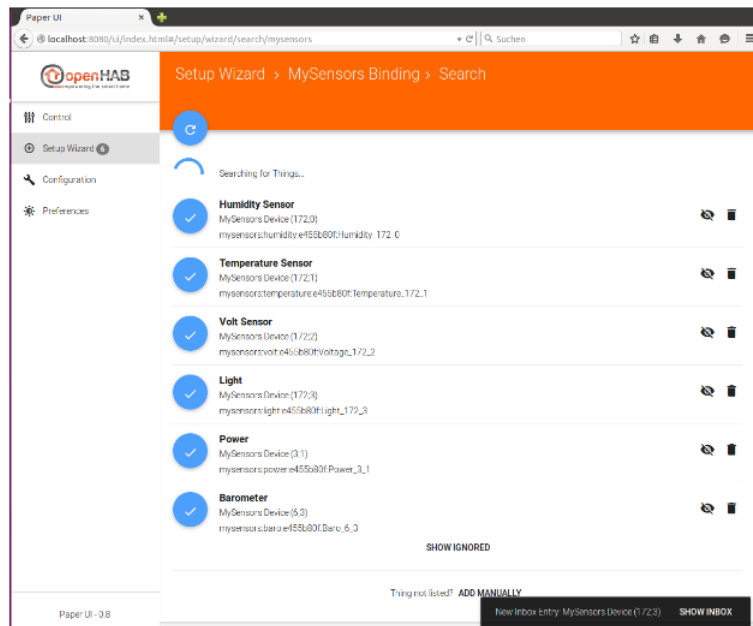 Paper UI
localhost:8080/ui/index.html#/setup/wizard/search/mysensors
Suchen
openHAB
empowering the smart home
Setup Wizard > MySensors Binding > Search
Control
Setup Wizard 6
Configuration
Preferences
Searching for Things...
Humidity Sensor
MySensors Device (172;0)
mysensors:humidity:e455b80f:Humidity_172_0
Temperature Sensor
MySensors Device (172;1)
mysensors:temperature:e455b80f:Temperature_172_1
Volt Sensor
MySensors Device (172;2)
mysensors:volt:e455b80f:Voltage_172_2
Light
MySensors Device (172;3)
mysensors:light:e455b80f:Light_172_3
Power
MySensors Device (3;1)
mysensors:power:e455b80f:Power_3_1
Barometer
MySensors Device (6;3)
mysensors:baro:e455b80f:Baro_6_3
SHOW IGNORED
Thing not listed? ADD MANUALLY
New Inbox Entry: MySensors Device (172;3) SHOW INBOX
Paper UI - 0.8